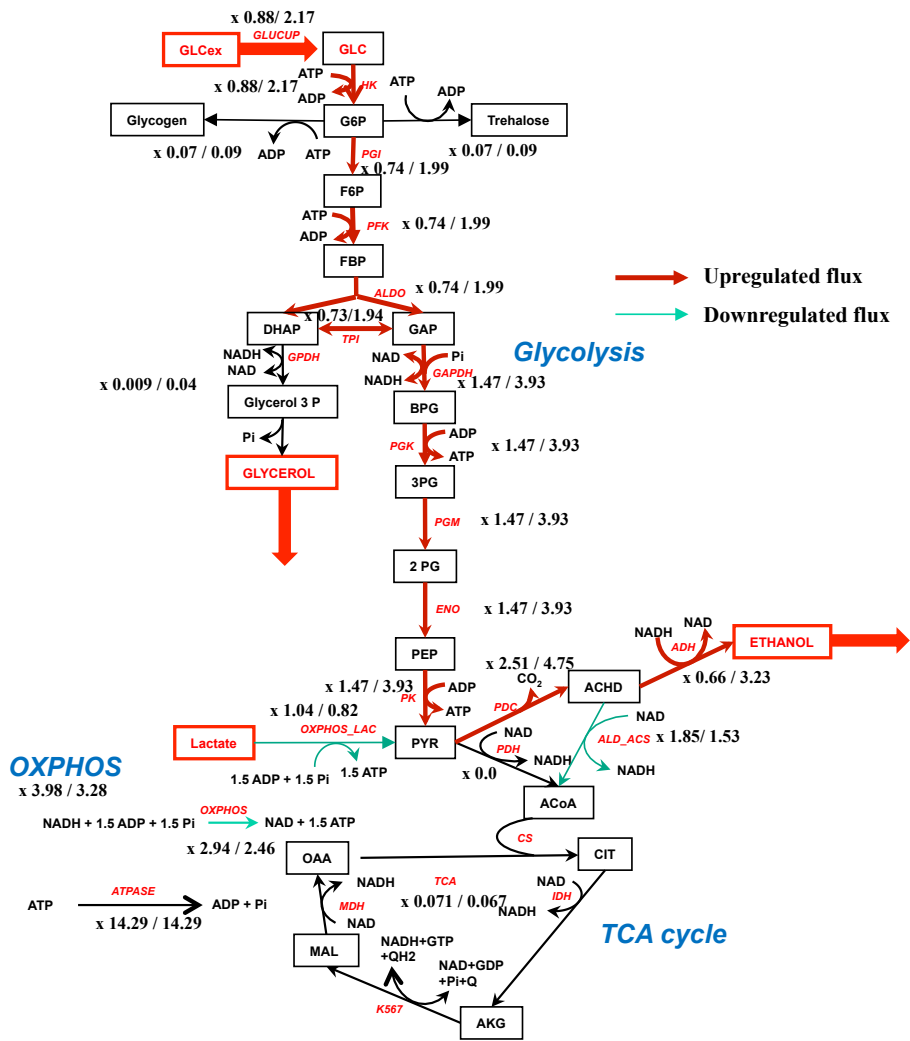 x 0.88/ 2.17
GLCex
GLUCUP
GLC
ATP
x 0.88/ 2.17
ADP
HK
ATP
ADP
Glycogen
G6P
Trehalose
x 0.07 / 0.09
ADP
ATP
PGI
x 0.07 / 0.09
x 0.74 / 1.99
F6P
ATP
PFK
x 0.74 / 1.99
ADP
FBP
ALDO
x 0.74 / 1.99
Upregulated flux
Downregulated flux
x 0.73/1.94
DHAP
TPI
GAP
Glycolysis
NADH
GPDH
NAD
NAD
Pi
GAPDH
NADH
x 0.009 / 0.04
x 1.47 / 3.93
Glycerol 3 P
BPG
Pi
PGK
ADP
x 1.47 / 3.93
ATP
GLYCEROL
3PG
PGM
x 1.47 / 3.93
2 PG
ENO
x 1.47 / 3.93
PEP
NADH
NAD
ADH
ETHANOL
x 2.51 / 4.75
x 0.66 / 3.23
x 1.47 / 3.93
PK
ADP
ATP
CO2
PDC
ACHD
x 1.04 / 0.82
OXPHOS_LAC
Lactate
PYR
NAD
PDH
NADH
NAD
ALD_ACS
x 1.85/ 1.53
NADH
1.5 ADP + 1.5 Pi
1.5 ATP
x 0.0
OXPHOS
x 3.98 / 3.28
ACoA
OXPHOS
NADH + 1.5 ADP + 1.5 Pi
NAD + 1.5 ATP
x 2.94 / 2.46
CS
OAA
CIT
NADH
TCA
NAD
IDH
NADH
ATPASE
ATP
ADP + Pi
MDH
x 0.071 / 0.067
x 14.29 / 14.29
NAD
TCA cycle
MAL
NADH+GTP
+QH2
NAD+GDP
+Pi+Q
K567
AKG